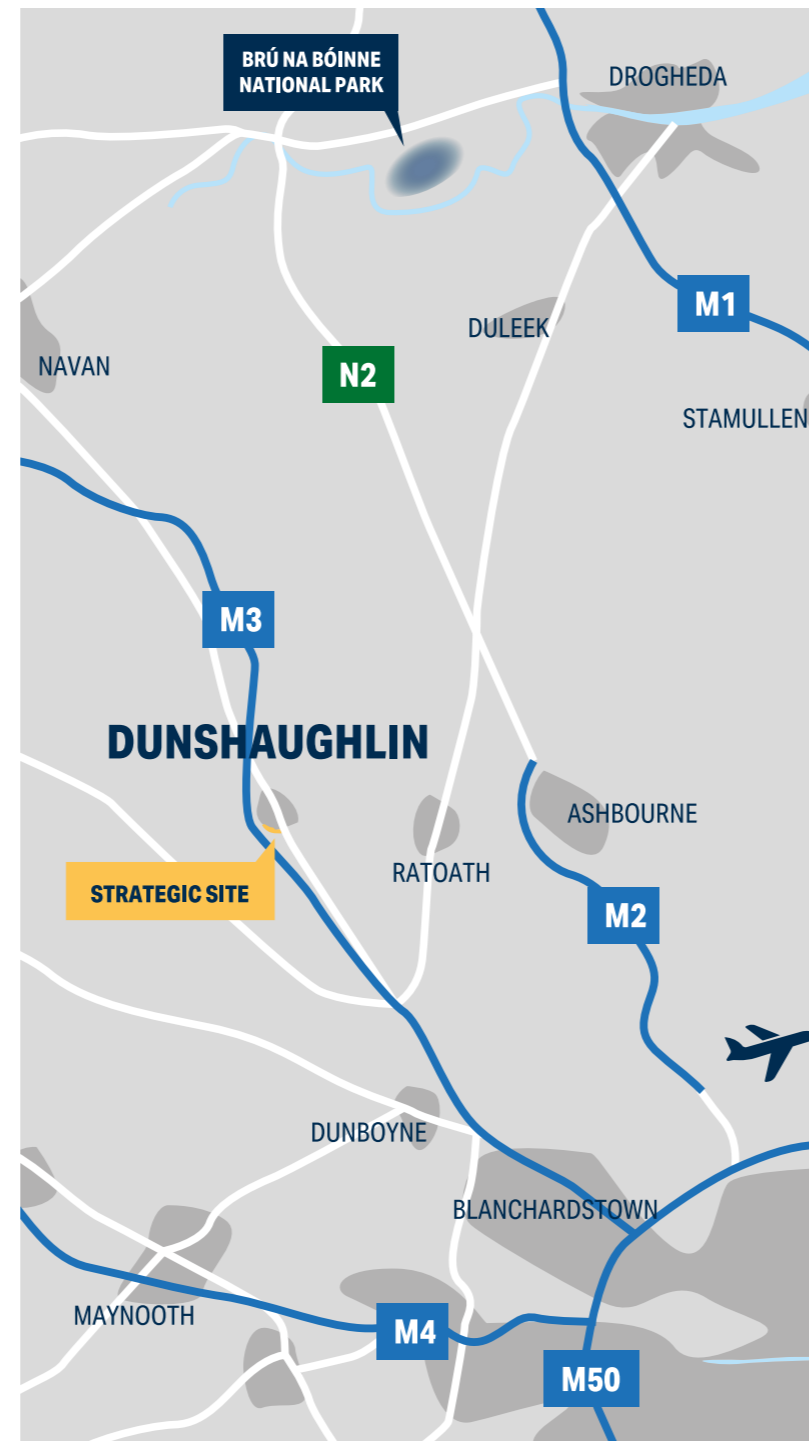 BRÚ NA BÓINNE
NATIONAL PARK
DROGHEDA
M1
DULEEK
NAVAN
N2
STAMULLEN
M3
DUNSHAUGHLIN
ASHBOURNE
RATOATH
STRATEGIC SITE
M2
DUNBOYNE
BLANCHARDSTOWN
MAYNOOTH
M4
M50